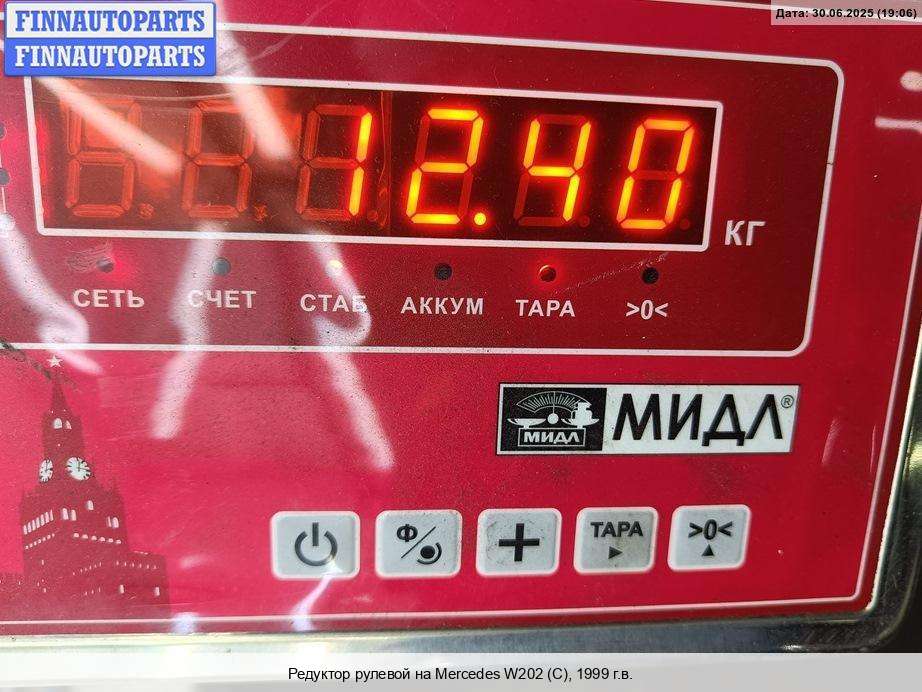 FINNAUTOPARTS
FINNAUTOPARTS
Дата: 30.06.2025 (19:06)
12.40
КГ
СЕТЬ СЧЕТ СТАБ АККУМ ТАРА >0<
МИДЛ МИДЛ®
Ф ТАРА >0<
Редуктор рулевой на Mercedes W202 (C), 1999 г.в.